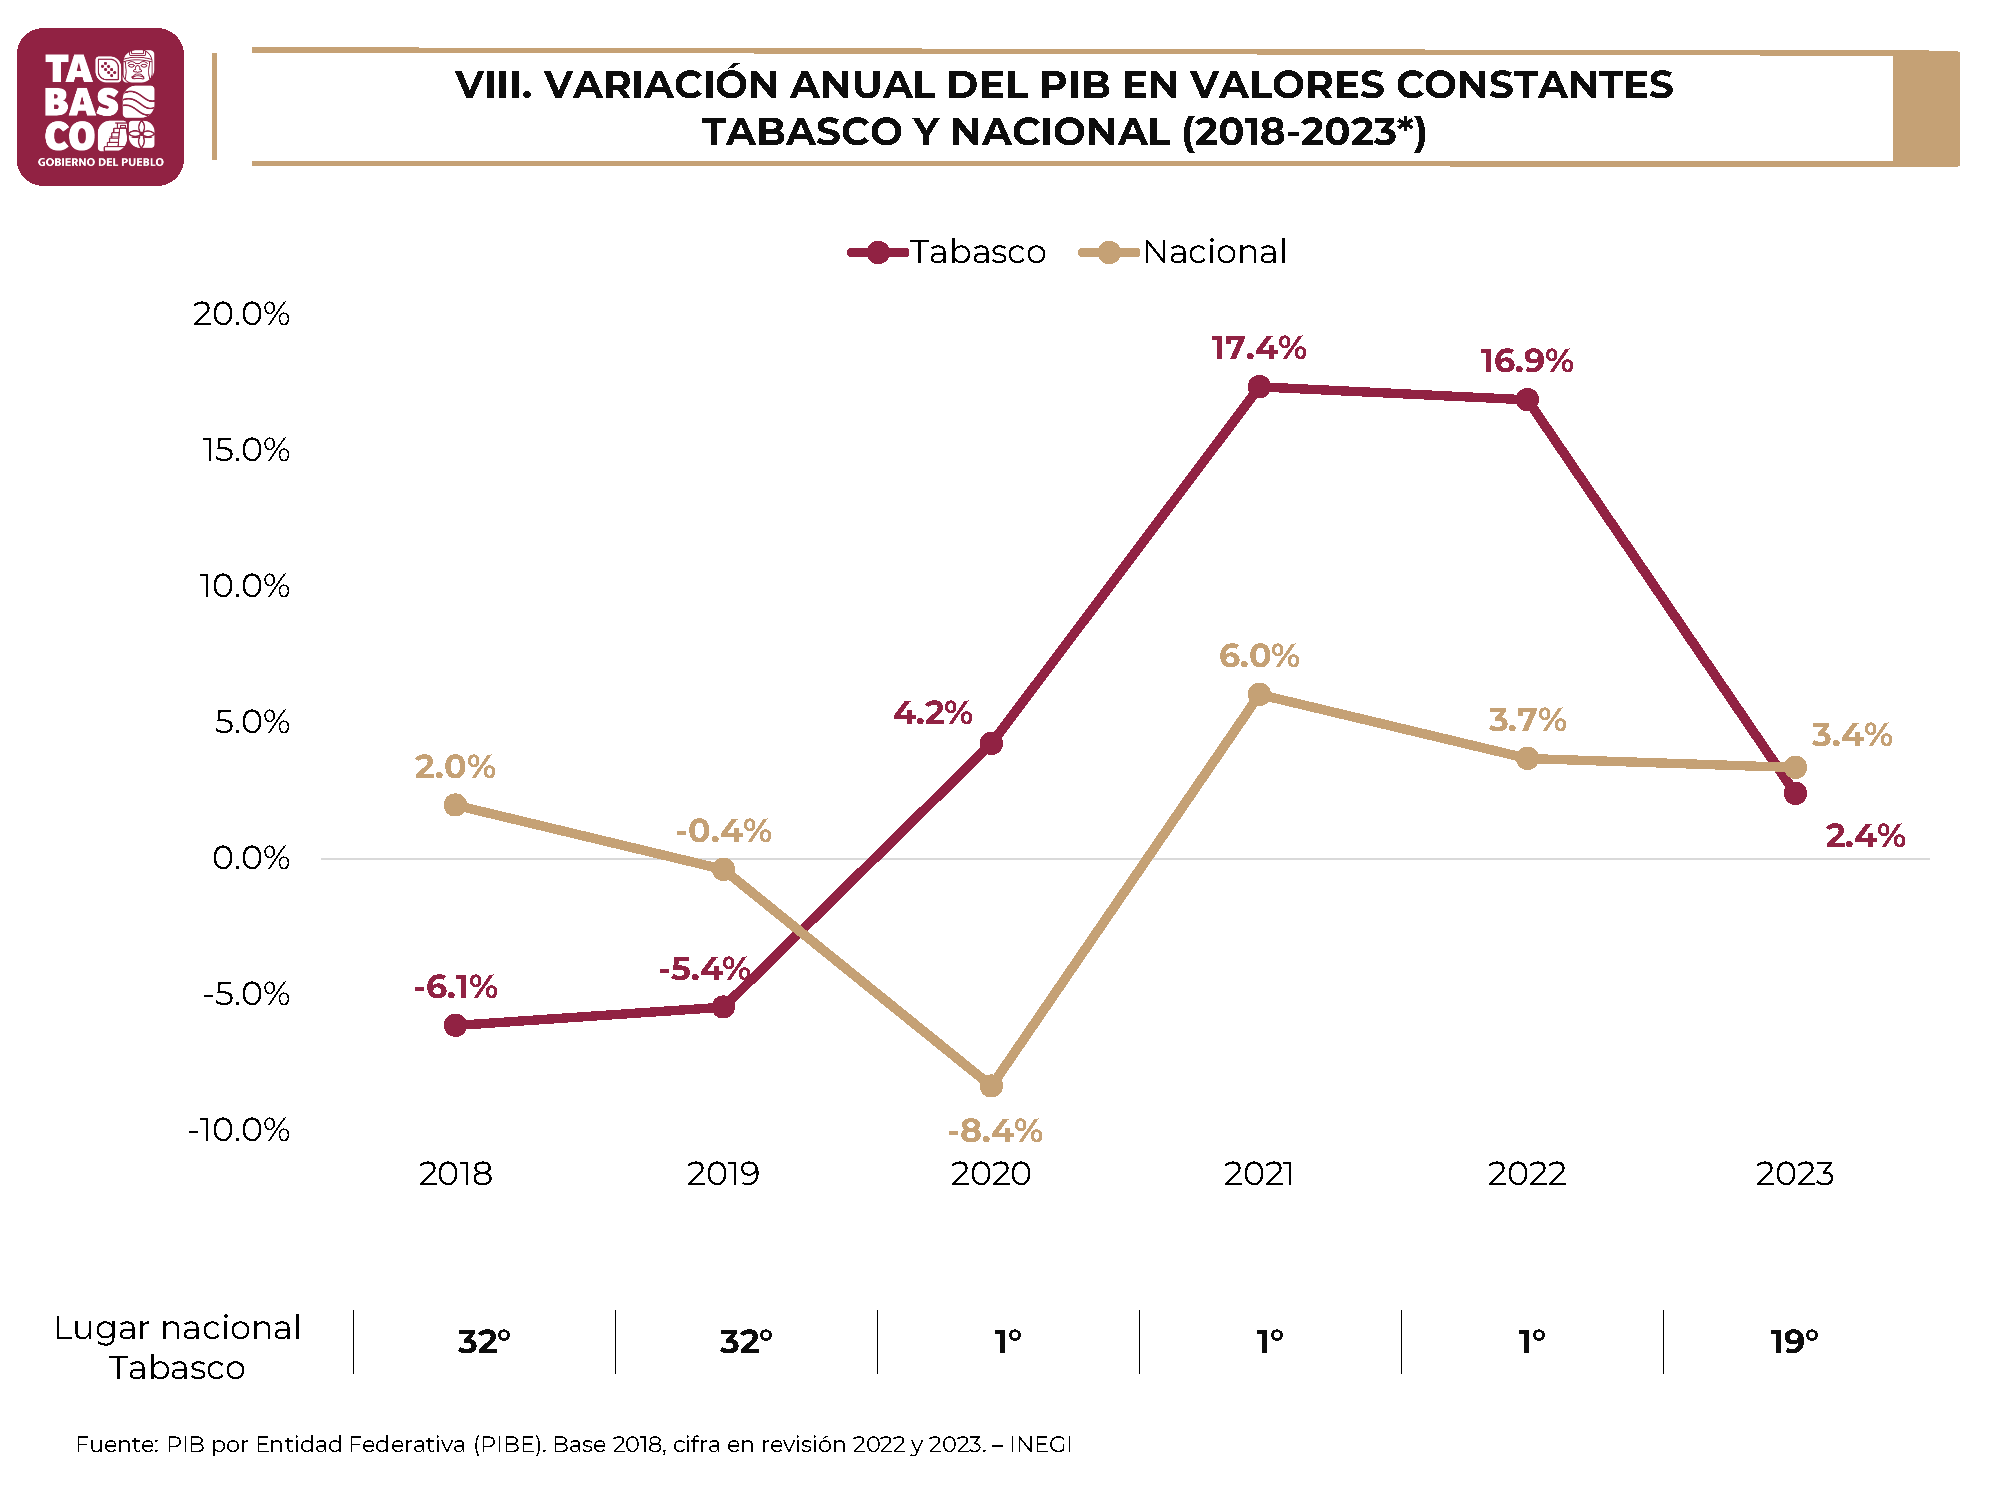 TA
BAS
CO
GOBIERNO DEL PUEBLO
VIII. VARIACIÓN ANUAL DEL PIB EN VALORES CONSTANTES
TABASCO Y NACIONAL (2018-2023*)
Tabasco Nacional
20.0%
15.0%
10.0%
5.0%
0.0%
-5.0%
-10.0%
17.4%
16.9%
6.0%
4.2%
3.7%
3.4%
2.0%
-0.4%
2.4%
-5.4%
-6.1%
-8.4%
2018 2019 2020 2021 2022 2023
Lugar nacional
Tabasco
32° 32° 1° 1° 1° 19°
Fuente: PIB por Entidad Federativa (PIBE). Base 2018, cifra en revisión 2022 y 2023. – INEGI